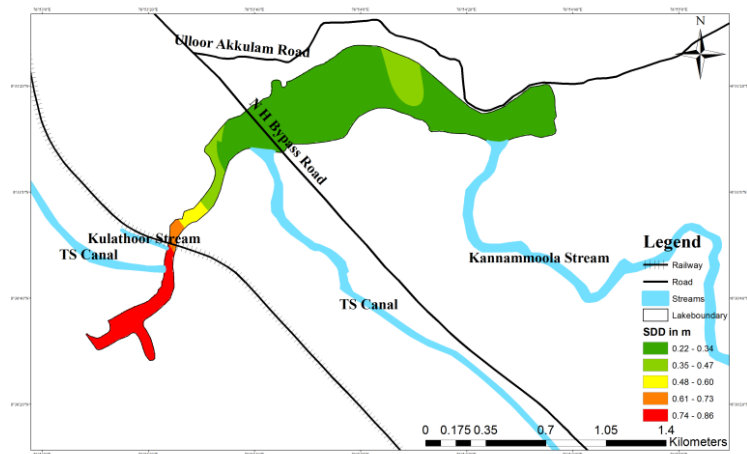 N
Ulloor Akkulam Road
N H Bypass Road
Kulathoor Stream
TS Canal
Kannammoola Stream
TS Canal
Legend
Railway
Road
Streams
Lakeboundary
SDD in m
0.22 - 0.34
0.35 - 0.47
0.48 - 0.60
0.61 - 0.73
0.74 - 0.86
0 0.175 0.35 0.7 1.05 1.4
Kilometers